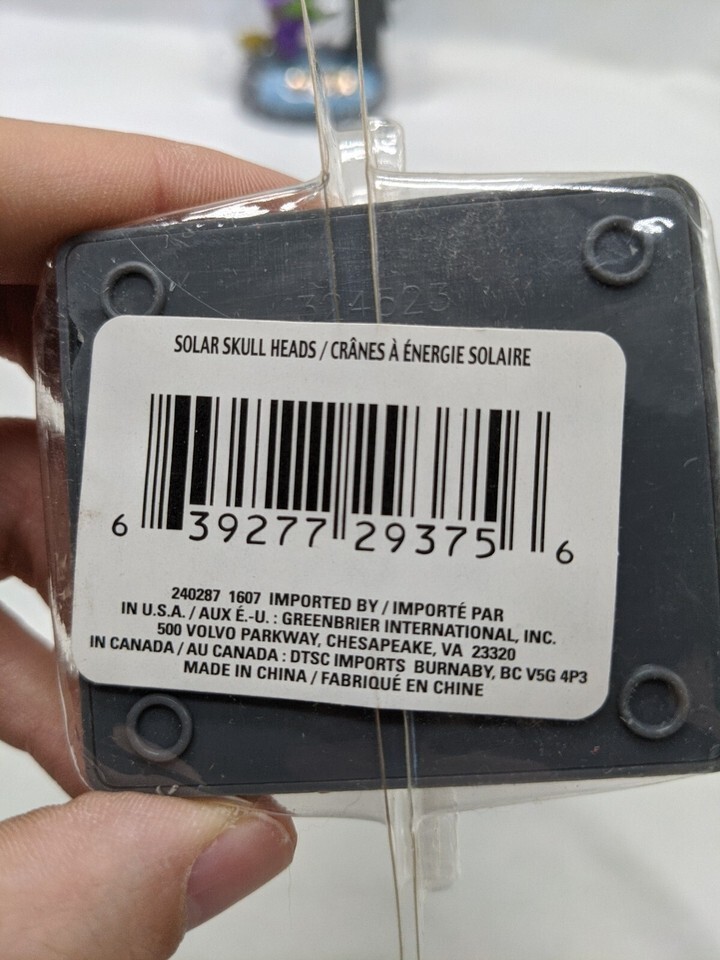 SOLAR SKULL HEADS / CRÂNES À ÉNERGIE SOLAIRE
6 39277 29375 6
240287 1607 IMPORTED BY / IMPORTÉ PAR
IN U.S.A. / AUX É.-U. : GREENBRIER INTERNATIONAL, INC.
500 VOLVO PARKWAY, CHESAPEAKE, VA 23320
IN CANADA / AU CANADA : DTSC IMPORTS BURNABY, BC V5G 4P3
MADE IN CHINA / FABRIQUÉ EN CHINE